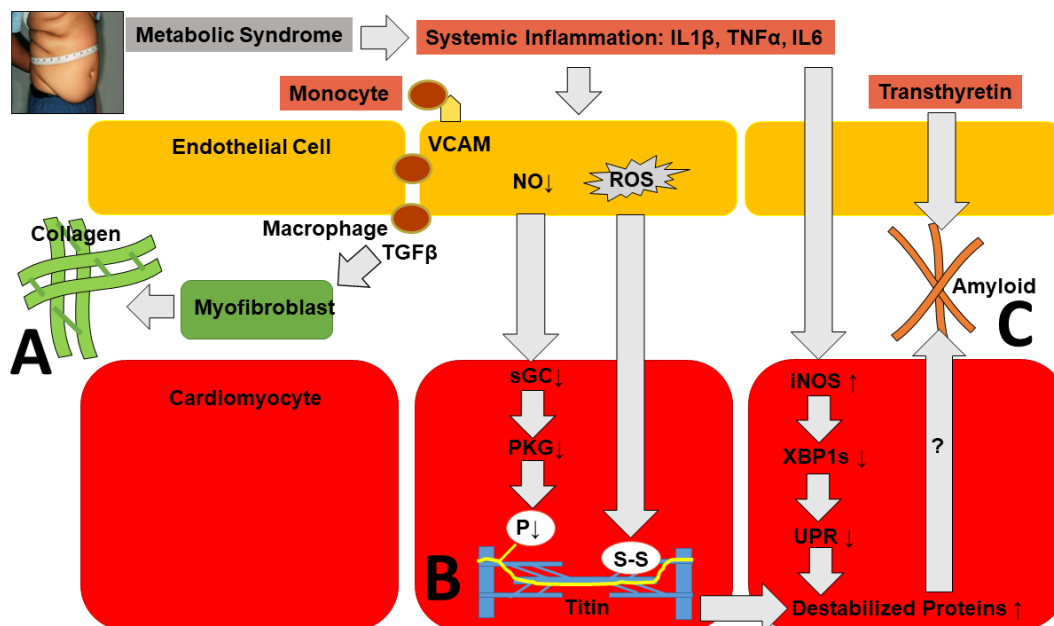 Metabolic Syndrome
Systemic Inflammation: IL1β, TNFα, IL6
Monocyte
Transthyretin
Endothelial Cell
VCAM
NO↓
ROS
Macrophage
TGFβ
Collagen
Myofibroblast
A
Amyloid
C
Cardiomyocyte
sGC↓
PKG↓
P↓
S-S
B
Titin
iNOS ↑
XBP1s ↓
UPR ↓
?
Destabilized Proteins ↑